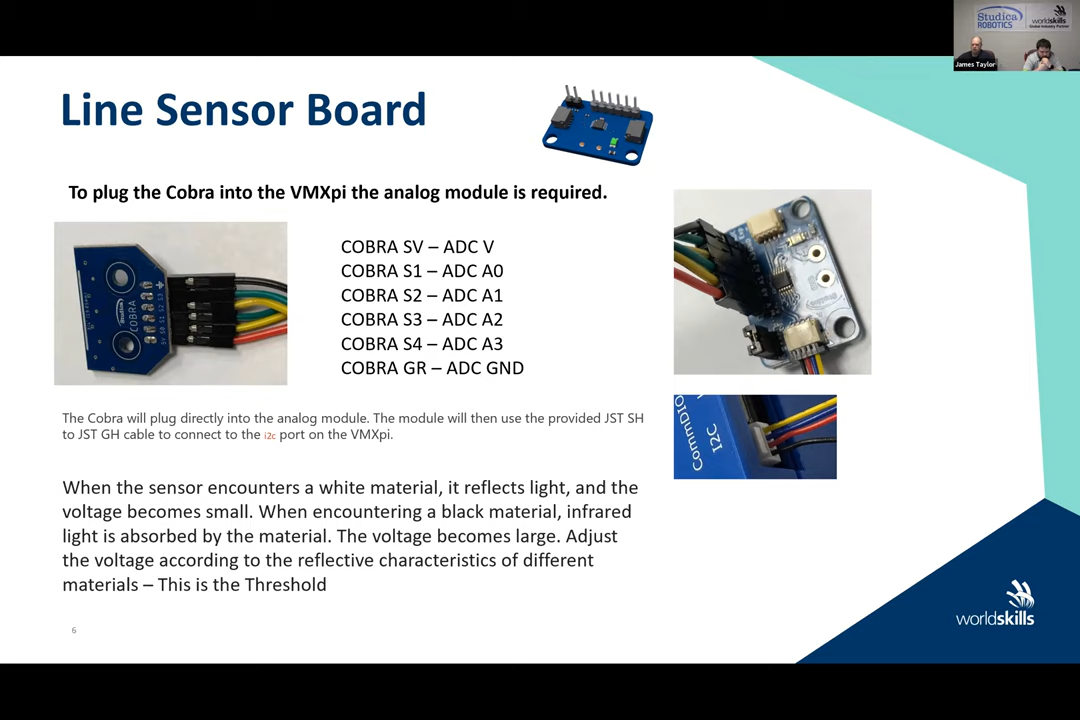 Studica
ROBOTICS
worldskills
Global Industry Partner
James Taylor
Line Sensor Board
To plug the Cobra into the VMXpi the analog module is required.
COBRA SV – ADC V
COBRA S1 – ADC A0
COBRA S2 – ADC A1
COBRA S3 – ADC A2
COBRA S4 – ADC A3
COBRA GR – ADC GND
Studica
COBRA
CommDIO
I2C
The Cobra will plug directly into the analog module. The module will then use the provided JST SH
to JST GH cable to connect to the i2c port on the VMXpi.
When the sensor encounters a white material, it reflects light, and the
voltage becomes small. When encountering a black material, infrared
light is absorbed by the material. The voltage becomes large. Adjust
the voltage according to the reflective characteristics of different
materials – This is the Threshold
6
worldskills